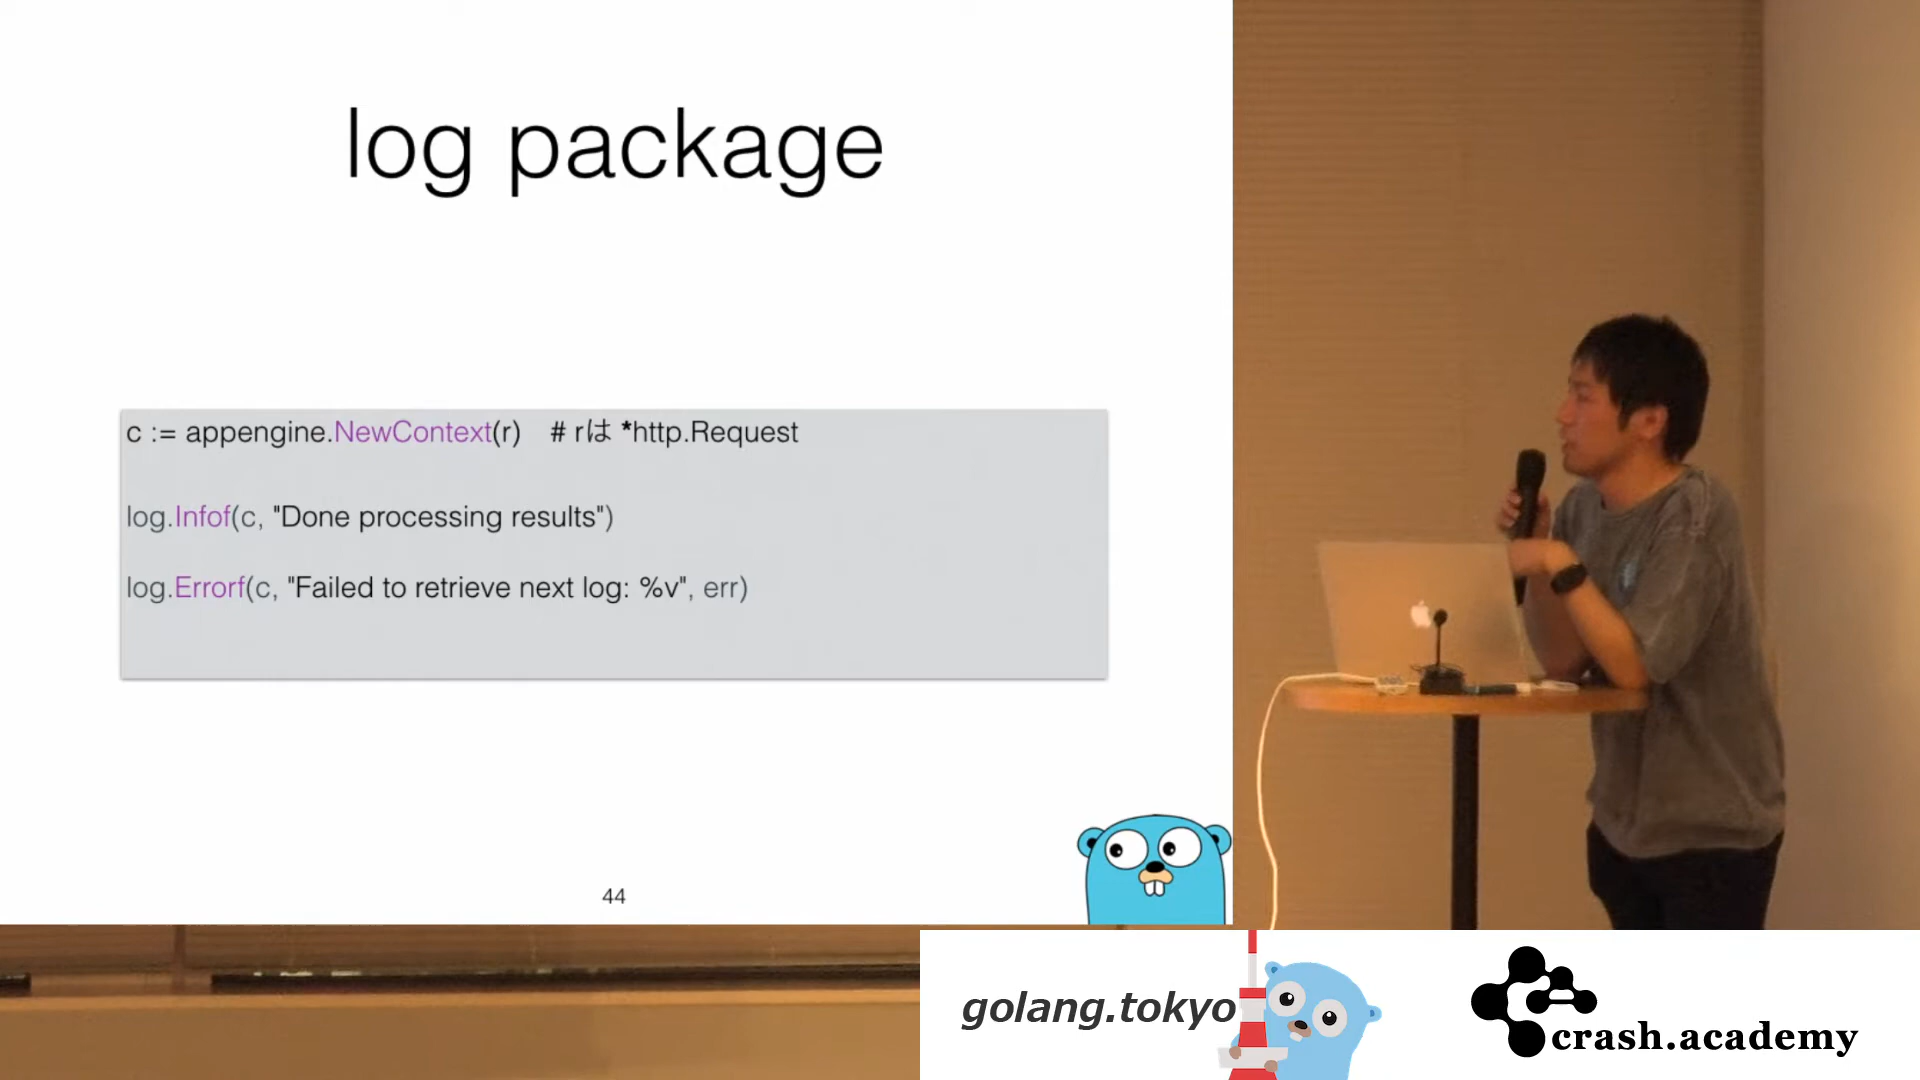 log package
c := appengine.NewContext(r)    # rは *http.Request
log.Infof(c, "Done processing results")
log.Errorf(c, "Failed to retrieve next log: %v", err)
44
golang.tokyo
crash.academy